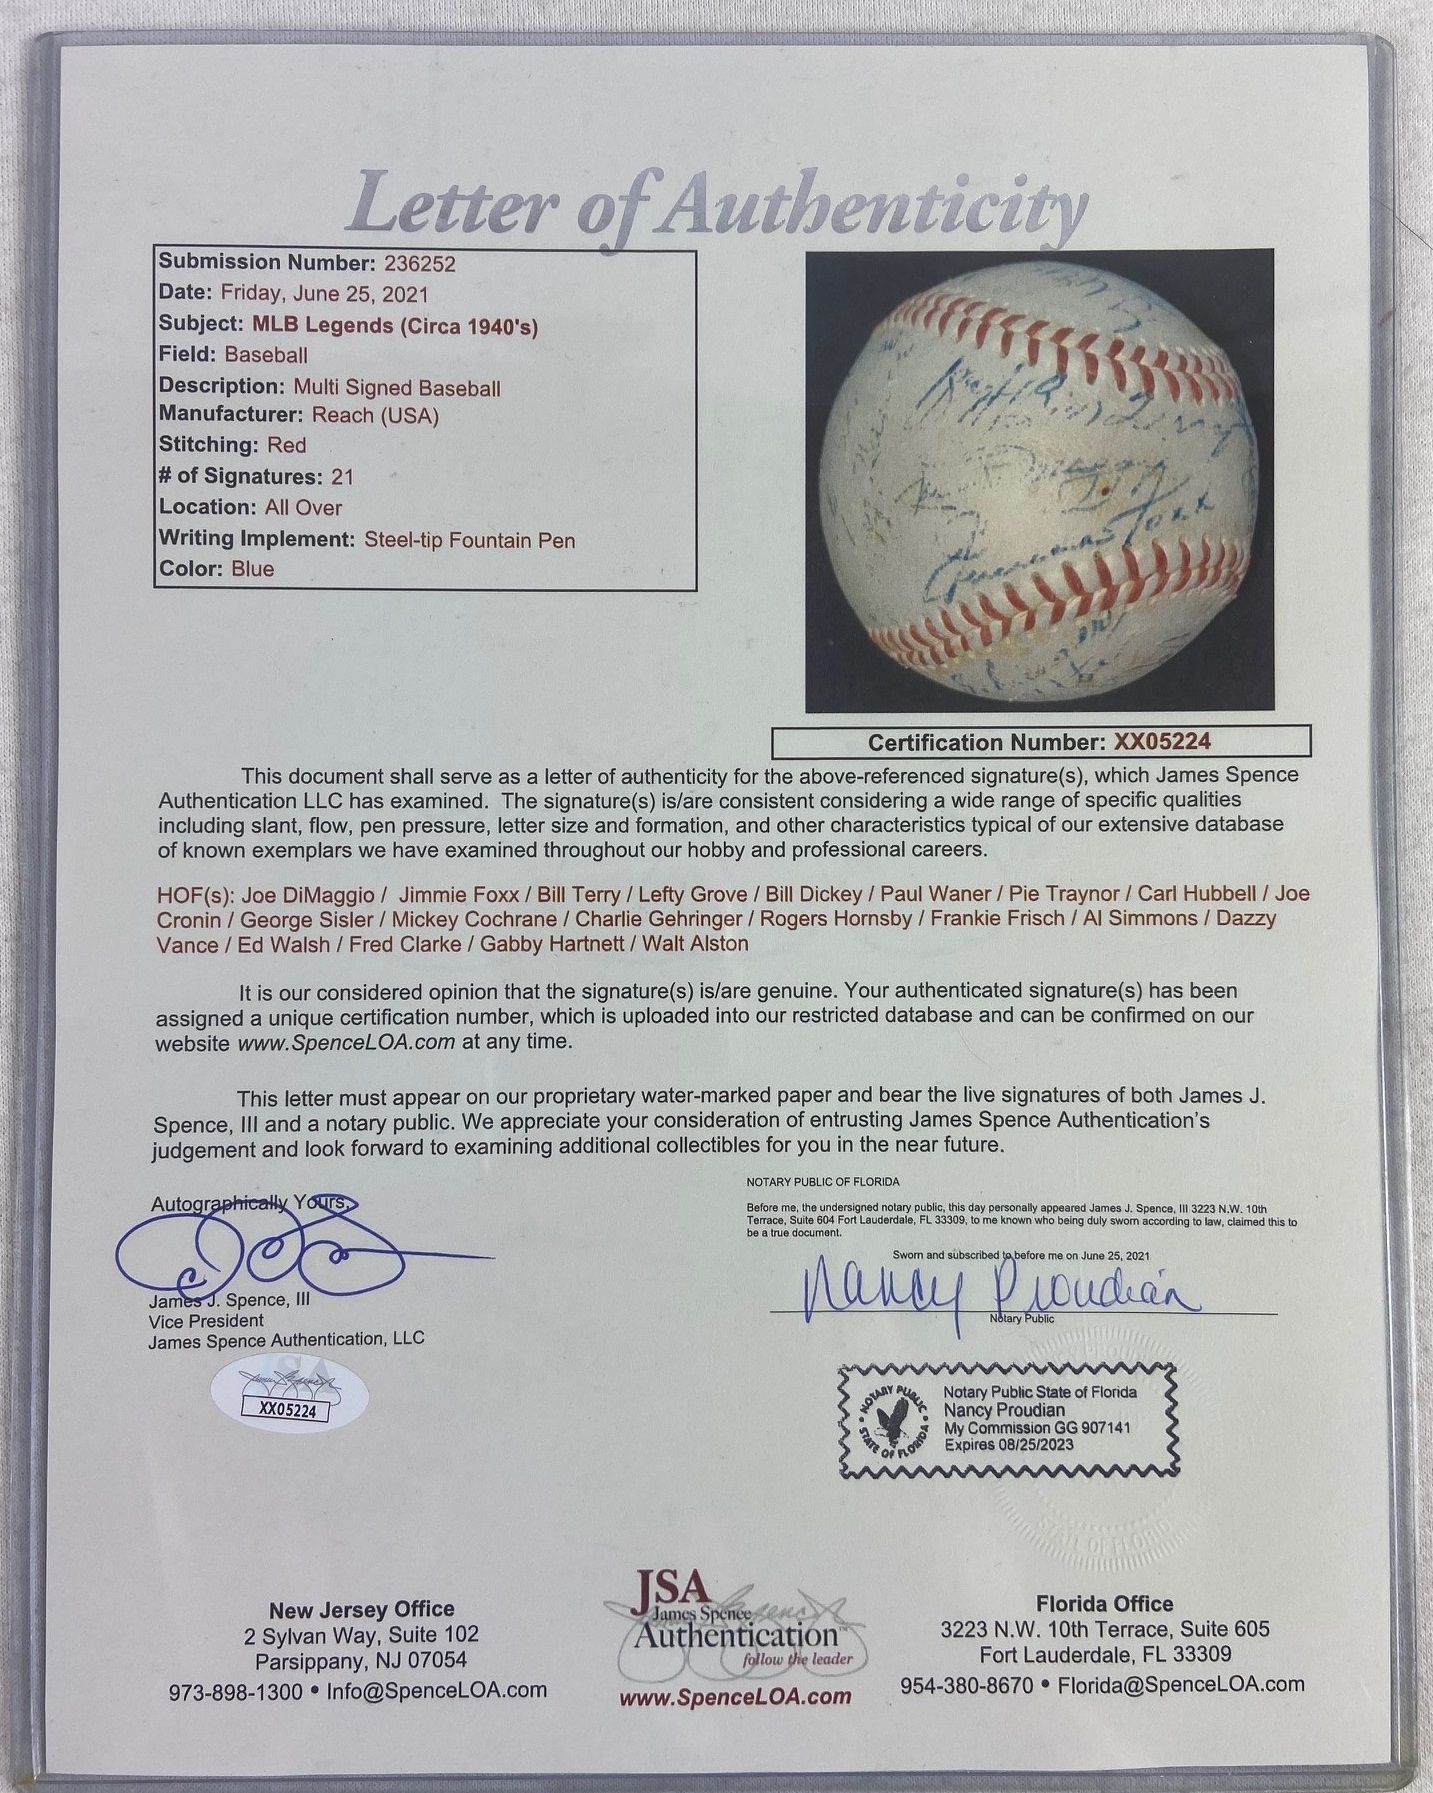 Letter of Authenticity
Submission Number: 236252
Date: Friday, June 25, 2021
Subject: MLB Legends (Circa 1940's)
Field: Baseball
Description: Multi Signed Baseball
Manufacturer: Reach (USA)
Stitching: Red
# of Signatures: 21
Location: All Over
Writing Implement: Steel-tip Fountain Pen
Color: Blue
Foxx
Certification Number: XX05224
This document shall serve as a letter of authenticity for the above-referenced signature(s), which James Spence
Authentication LLC has examined. The signature(s) is/are consistent considering a wide range of specific qualities
including slant, flow, pen pressure, letter size and formation, and other characteristics typical of our extensive database
of known exemplars we have examined throughout our hobby and professional careers.
HOF(s): Joe DiMaggio / Jimmie Foxx / Bill Terry / Lefty Grove / Bill Dickey / Paul Waner / Pie Traynor / Carl Hubbell / Joe
Cronin / George Sisler / Mickey Cochrane / Charlie Gehringer / Rogers Hornsby / Frankie Frisch / Al Simmons / Dazzy
Vance / Ed Walsh / Fred Clarke / Gabby Hartnett / Walt Alston
It is our considered opinion that the signature(s) is/are genuine. Your authenticated signature(s) has been
assigned a unique certification number, which is uploaded into our restricted database and can be confirmed on our
website www.SpenceLOA.com at any time.
This letter must appear on our proprietary water-marked paper and bear the live signatures of both James J.
Spence, III and a notary public. We appreciate your consideration of entrusting James Spence Authentication's
judgement and look forward to examining additional collectibles for you in the near future.
Autographically Yours,
James J. Spence, III
Vice President
James Spence Authentication, LLC
JSA
XX05224
NOTARY PUBLIC OF FLORIDA
Before me, the undersigned notary public, this day personally appeared James J. Spence, III 3223 N.W. 10th
Terrace, Suite 604 Fort Lauderdale, FL 33309, to me known who being duly sworn according to law, claimed this to
be a true document.
Sworn and subscribed to before me on June 25, 2021
Nancy Proudian
Notary Public
NOTARY PUBLIC
STATE OF FLORIDA
Notary Public State of Florida
Nancy Proudian
My Commission GG 907141
Expires 08/25/2023
STATE OF FLORIDA
New Jersey Office
2 Sylvan Way, Suite 102
Parsippany, NJ 07054
973-898-1300 • Info@SpenceLOA.com
JSA
James Spence
Authentication™
follow the leader
www.SpenceLOA.com
Florida Office
3223 N.W. 10th Terrace, Suite 605
Fort Lauderdale, FL 33309
954-380-8670 • Florida@SpenceLOA.com